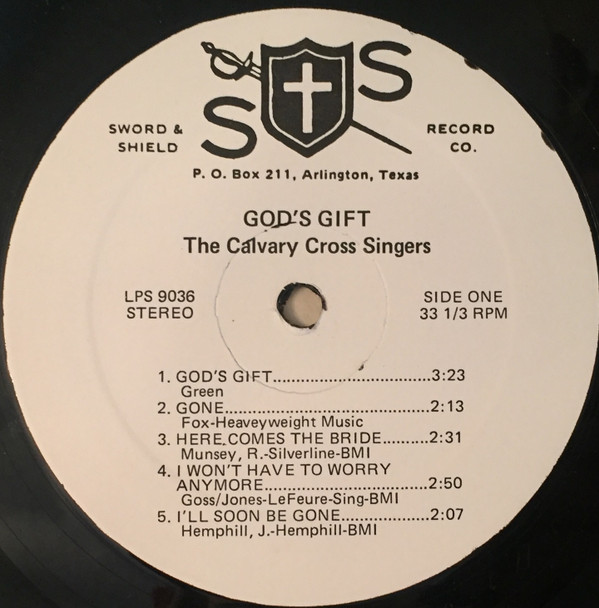 S S
SWORD & SHIELD
RECORD CO.
P. O. Box 211, Arlington, Texas
GOD'S GIFT
The Calvary Cross Singers
LPS 9036
STEREO
SIDE ONE
33 1/3 RPM
1. GOD'S GIFT................................3:23
Green
2. GONE..........................................2:13
Fox-Heaveyweight Music
3. HERE COMES THE BRIDE..........2:31
Munsey, R.-Silverline-BMI
4. I WON'T HAVE TO WORRY
ANYMORE.................................2:50
Goss/Jones-LeFeure-Sing-BMI
5. I'LL SOON BE GONE.................2:07
Hemphill, J.-Hemphill-BMI